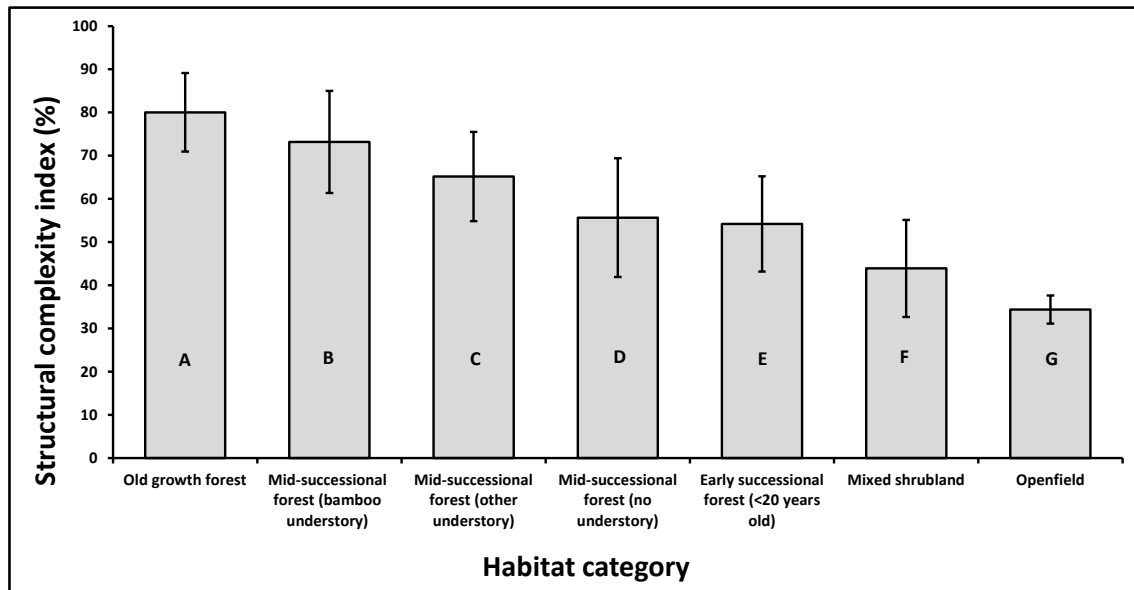 Structural complexity index (%)
100
90
80
70
60
50
40
30
20
10
0
A
B
C
D
E
F
G
Old growth forest
Mid-successional
forest (bamboo
understory)
Mid-successional
forest (other
understory)
Mid-successional
forest (no
understory)
Early successional
forest (<20 years
old)
Mixed shrubland
Openfield
Habitat category